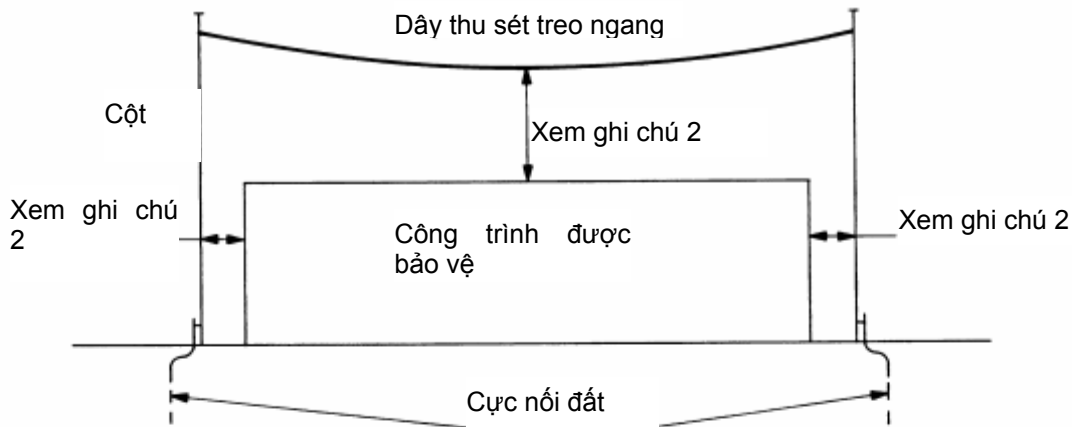 Dây thu sét treo ngang
Cột
Xem ghi chú 2
Xem ghi chú
2
Công trình được
bảo vệ
Xem ghi chú 2
Cực nối đất